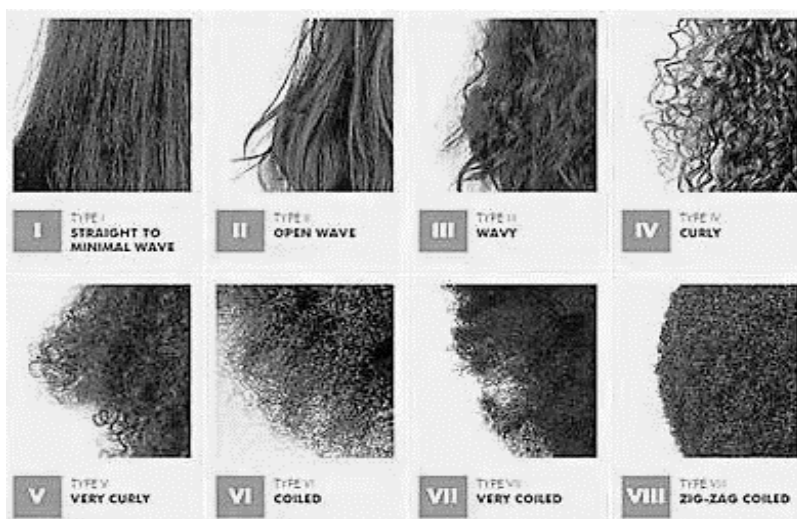 I
TYPE I
STRAIGHT TO
MINIMAL WAVE
II
TYPE II
OPEN WAVE
III
TYPE III
WAVY
IV
TYPE IV
CURLY
V
TYPE V
VERY CURLY
VI
TYPE VI
COILED
VII
TYPE VII
VERY COILED
VIII
TYPE VIII
ZIG-ZAG COILED